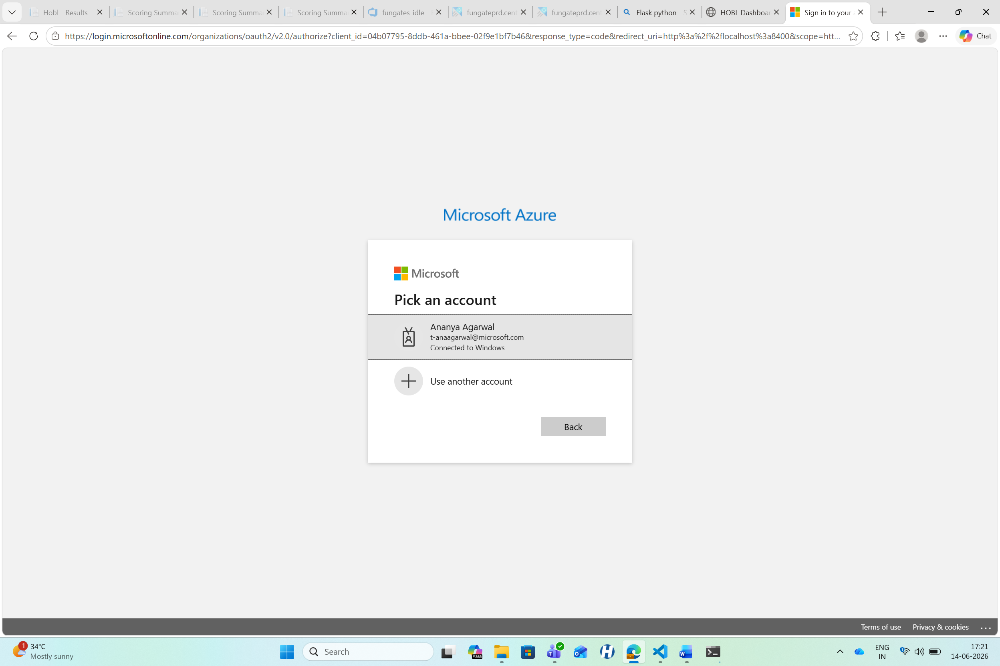 Hobl - Results
Scoring Summa
Scoring Summa
Scoring Summa
fungates-idle -
fungateprd.cent
fungateprd.cent
Flask python - S
HOBL Dashboar
Sign in to your a
https://login.microsoftonline.com/organizations/oauth2/v2.0/authorize?client_id=04b07795-8ddb-461a-bbee-02f9e1bf7b46&response_type=code&redirect_uri=http%3a%2f%2flocalhost%3a8400&scope=htt...
Chat
Microsoft Azure
Microsoft
Pick an account
Ananya Agarwal
t-anaagarwal@microsoft.com
Connected to Windows
Use another account
Back
Terms of use
Privacy & cookies
...
1
34°C
Mostly sunny
Search
M365
ENG
IN
17:21
14-06-2026